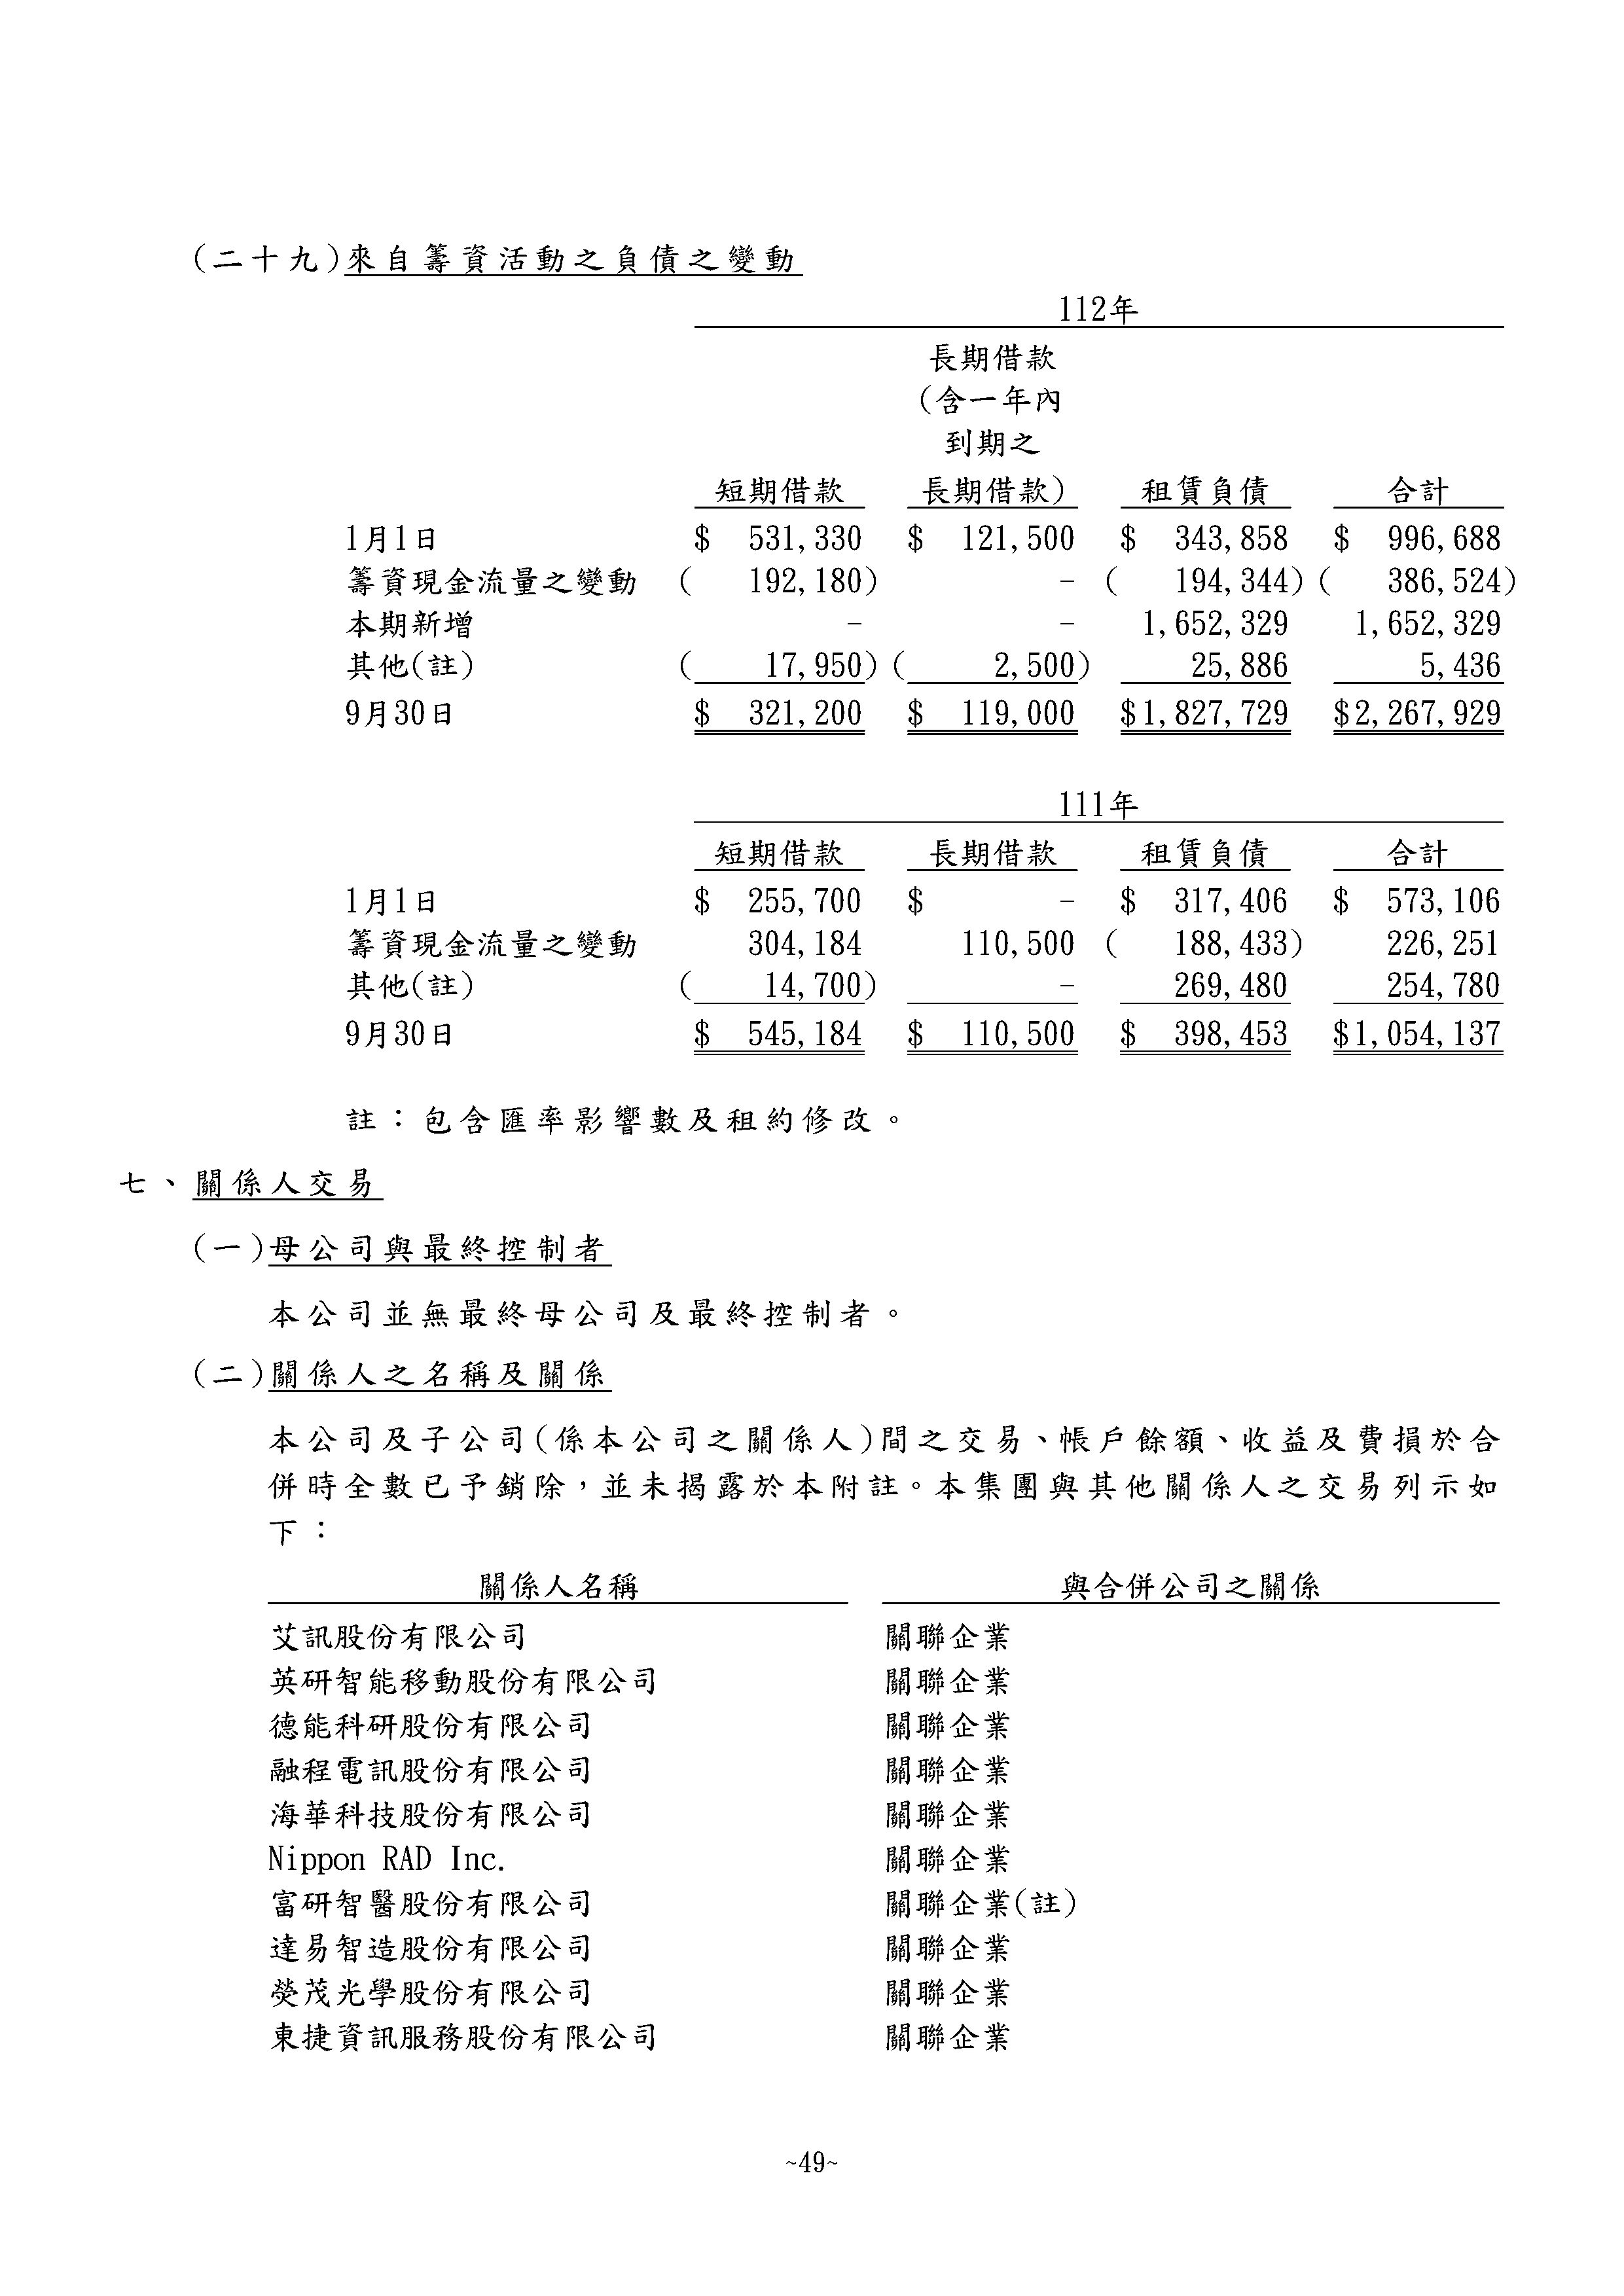 (二十九)來自籌資活動之負債之變動
112年
長期借款
(含一年內
到期之
短期借款 長期借款) 租賃負債 合計
1月1日 $ 531,330 $ 121,500 $ 343,858 $ 996,688
籌資現金流量之變動 ( 192,180) - ( 194,344) ( 386,524)
本期新增 - - 1,652,329 1,652,329
其他(註) ( 17,950) ( 2,500) 25,886 5,436
9月30日 $ 321,200 $ 119,000 $1,827,729 $2,267,929
111年
短期借款 長期借款 租賃負債 合計
1月1日 $ 255,700 $ - $ 317,406 $ 573,106
籌資現金流量之變動 304,184 110,500 ( 188,433) 226,251
其他(註) ( 14,700) - 269,480 254,780
9月30日 $ 545,184 $ 110,500 $ 398,453 $1,054,137
註：包含匯率影響數及租約修改。
七、關係人交易
(一)母公司與最終控制者
本公司並無最終母公司及最終控制者。
(二)關係人之名稱及關係
本公司及子公司(係本公司之關係人)間之交易、帳戶餘額、收益及費損於合
併時全數已予銷除，並未揭露於本附註。本集團與其他關係人之交易列示如
下：
關係人名稱 與合併公司之關係
艾訊股份有限公司 關聯企業
英研智能移動股份有限公司 關聯企業
德能科研股份有限公司 關聯企業
融程電訊股份有限公司 關聯企業
海華科技股份有限公司 關聯企業
Nippon RAD Inc. 關聯企業
富研智醫股份有限公司 關聯企業(註)
達易智造股份有限公司 關聯企業
熒茂光學股份有限公司 關聯企業
東捷資訊服務股份有限公司 關聯企業
~49~